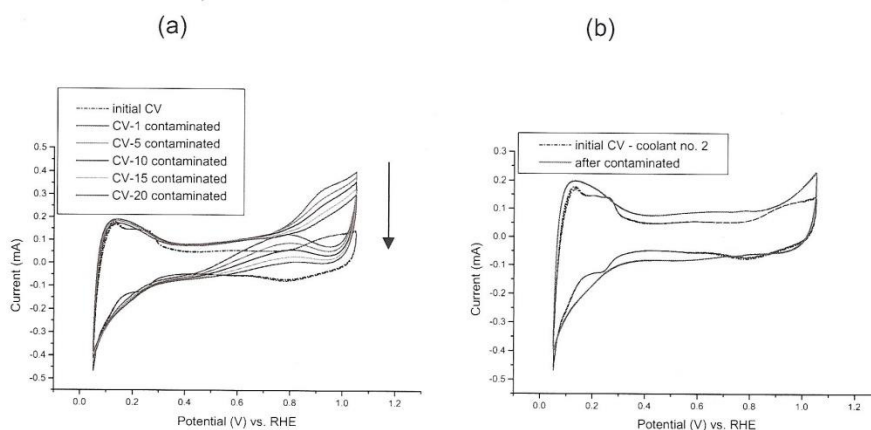 (a)
initial CV
CV-1 contaminated
CV-5 contaminated
CV-10 contaminated
CV-15 contaminated
CV-20 contaminated
0.5
0.4
0.3
0.2
0.1
0.0
-0.1
-0.2
-0.3
-0.4
-0.5
Current (mA)
0.0 0.2 0.4 0.6 0.8 1.0 1.2
Potential (V) vs. RHE
(b)
initial CV - coolant no. 2
after contaminated
0.3
0.2
0.1
0.0
-0.1
-0.2
-0.3
-0.4
-0.5
Current (mA)
0.0 0.2 0.4 0.6 0.8 1.0 1.2
Potential (V) vs. RHE